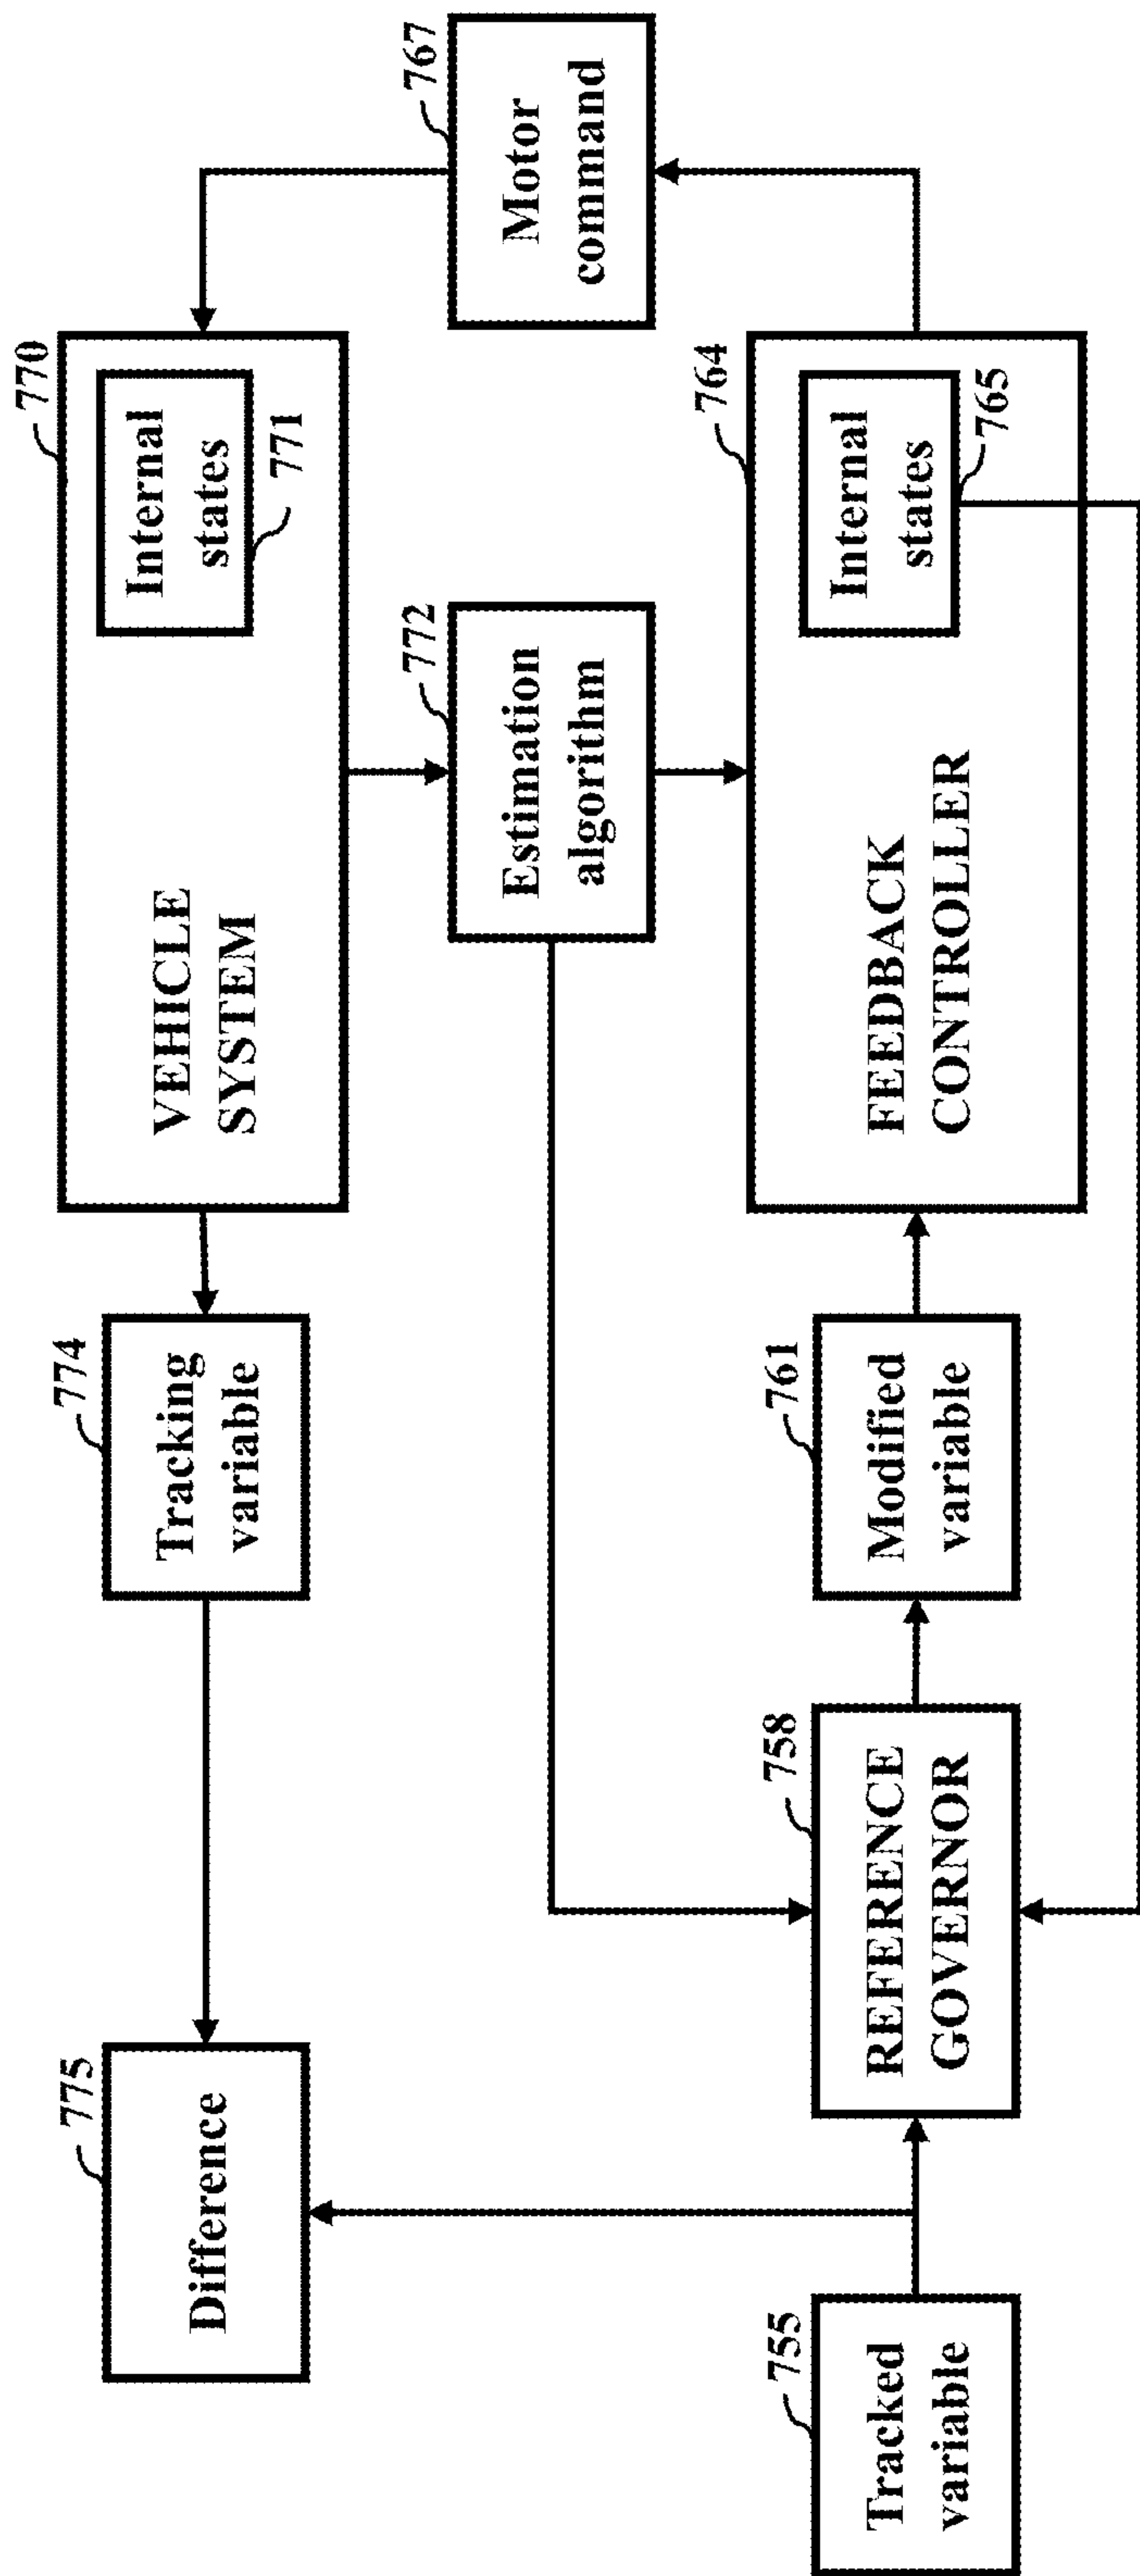 770
VEHICLE
SYSTEM
Internal
states
771
774
Tracking
variable
775
Difference
767
Motor
command
772
Estimation
algorithm
755
Tracked
variable
758
REFERENCE
GOVERNOR
761
Modified
variable
764
FEEDBACK
CONTROLLER
Internal
states
765